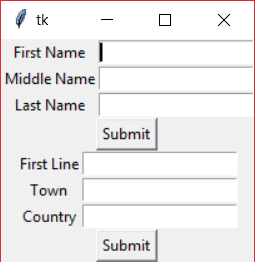 tk
First Name
Middle Name
Last Name
Submit
First Line
Town
Country
Submit